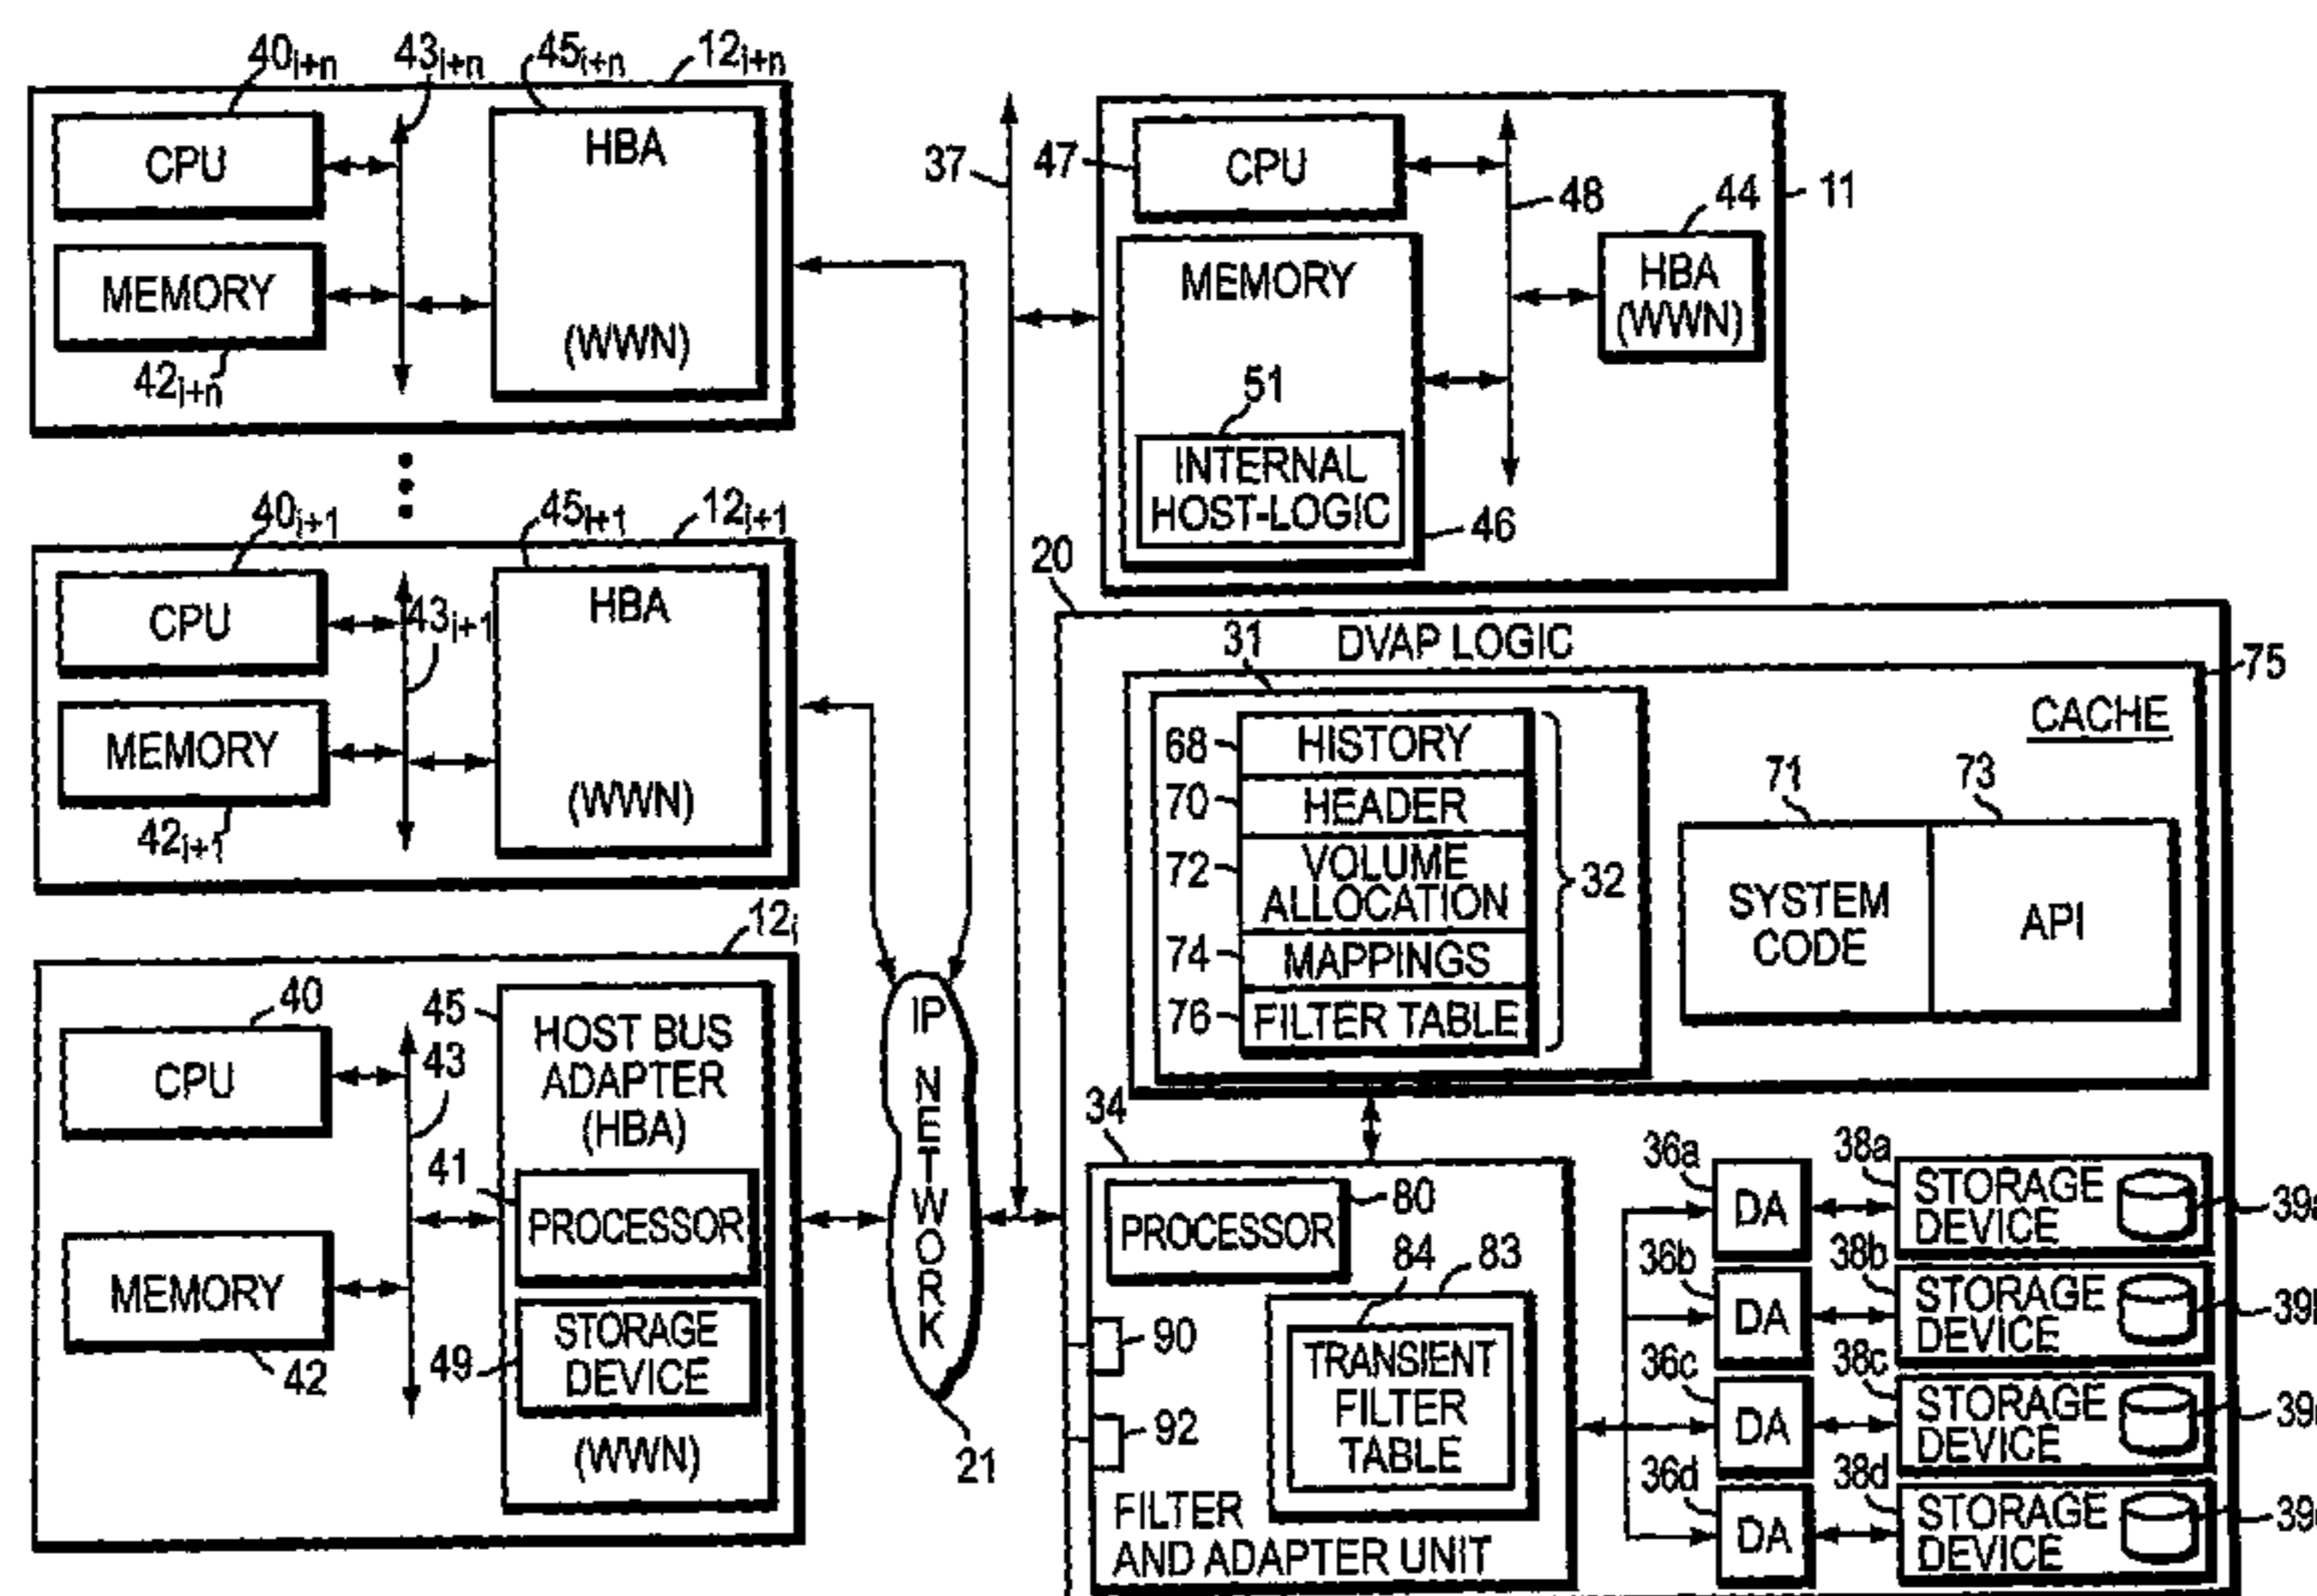 40i+n
43i+n
45i+n
12i+n
CPU
HBA
MEMORY
(WWN)
42i+n
40i+1
45i+1
12i+1
CPU
43i+1
HBA
MEMORY
(WWN)
42i+1
12i
40
45
43
CPU
HOST BUS
ADAPTER
(HBA)
41
PROCESSOR
MEMORY
42
49
STORAGE
DEVICE
(WWN)
IP
NETWORK
21
37
47
CPU
48
44
11
MEMORY
HBA
(WWN)
51
INTERNAL
HOST-LOGIC
46
20
DVAP LOGIC
75
31
CACHE
68
HISTORY
70
HEADER
72
VOLUME
ALLOCATION
32
74
MAPPINGS
76
FILTER TABLE
71
73
SYSTEM
CODE
API
34
PROCESSOR
80
84
83
90
92
TRANSIENT
FILTER
TABLE
FILTER
AND ADAPTER UNIT
36a
DA
38a
STORAGE
DEVICE
39a
36b
DA
38b
STORAGE
DEVICE
36c
DA
38c
STORAGE
DEVICE
36d
DA
38d
STORAGE
DEVICE